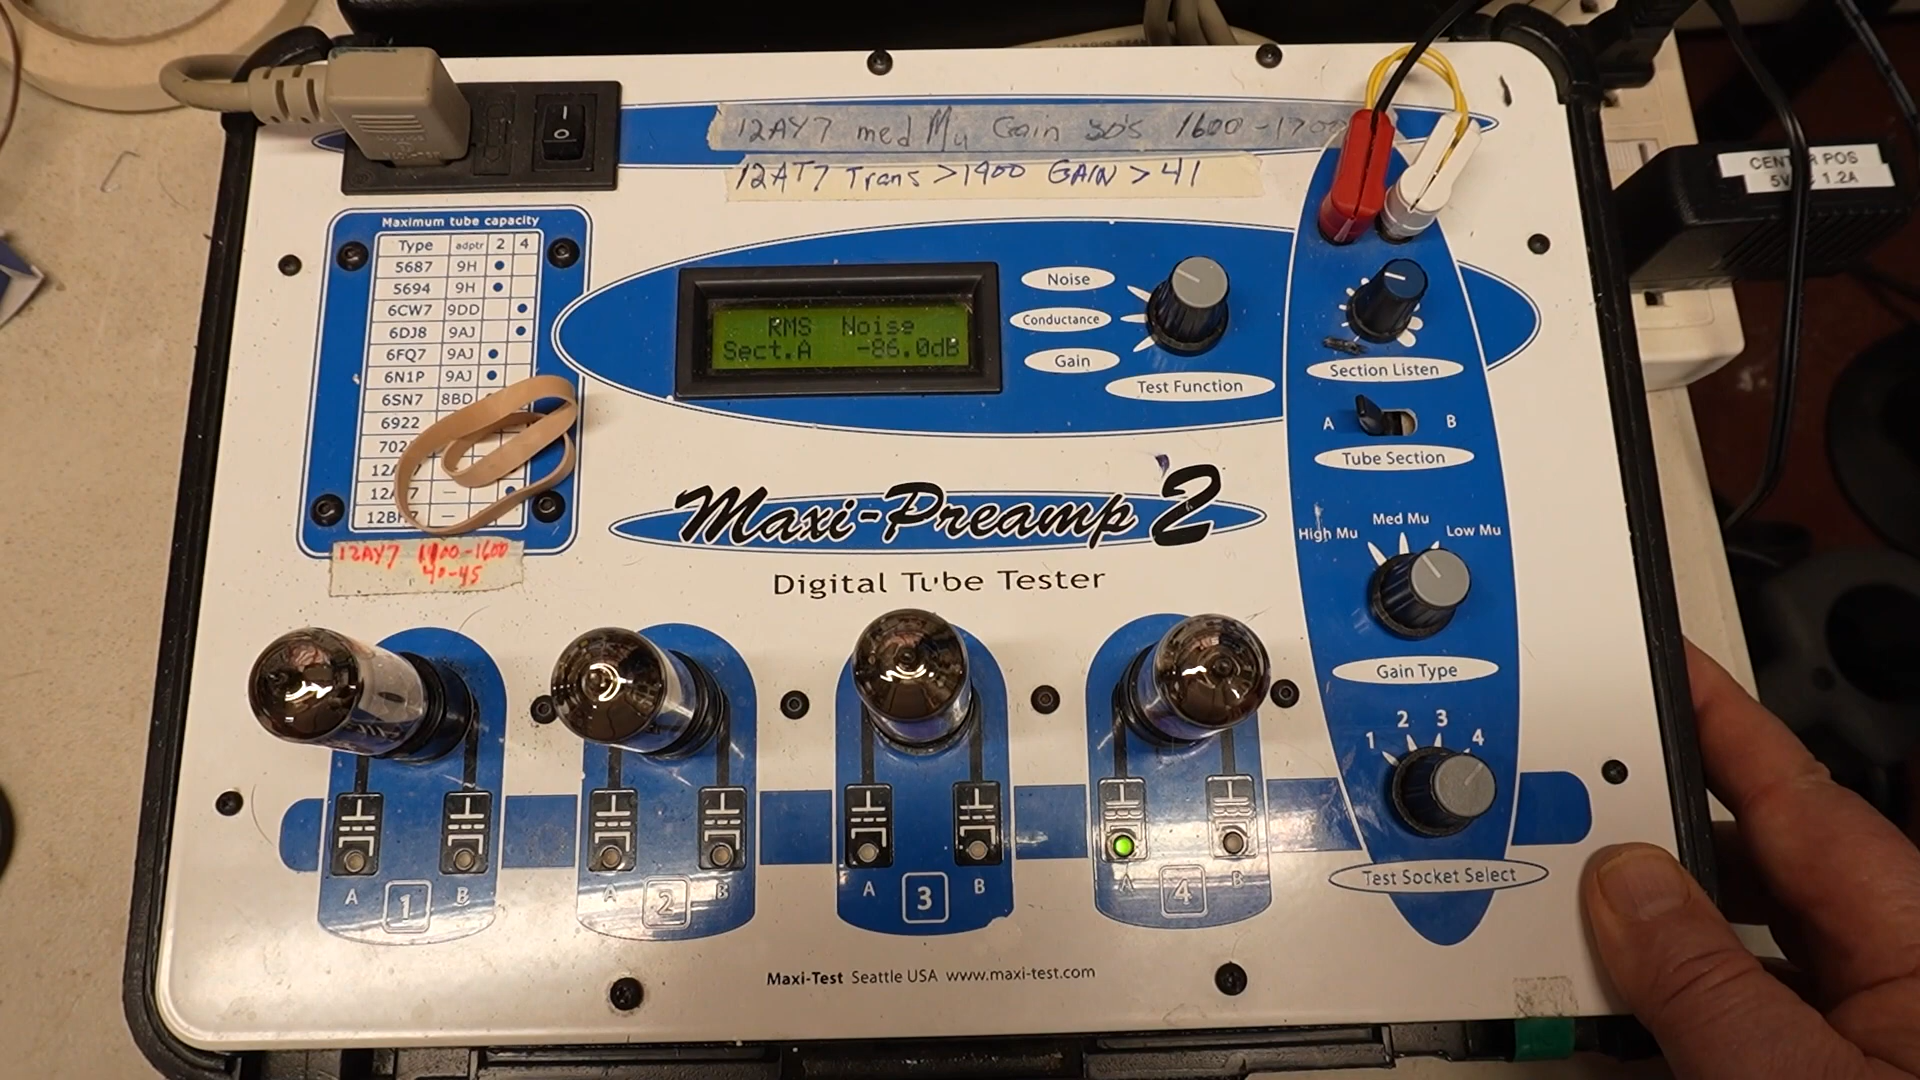 12AY7 med Mu Gain 30's 1600-1700
12AT7 Trans >1900 GAIN >41
CENTER POS
5V 1.2A
Maximum tube capacity
Type adptr 2 4
5687 9H
5694 9H
6CW7 9DD
6DJ8 9AJ
6FQ7 9AJ
6N1P 9AJ
6SN7 8BD
6922
12BH7 —
12AY7 1400-1600
40-45
RMS Noise
Sect.A -86.0dB
Noise
Conductance
Gain
Test Function
Section Listen
A B
Tube Section
Maxi-Preamp 2
Digital Tube Tester
High Mu Med Mu Low Mu
Gain Type
1 2 3 4
Test Socket Select
A 1 B
A 2 B
A 3 B
A 4 B
Maxi-Test Seattle USA www.maxi-test.com